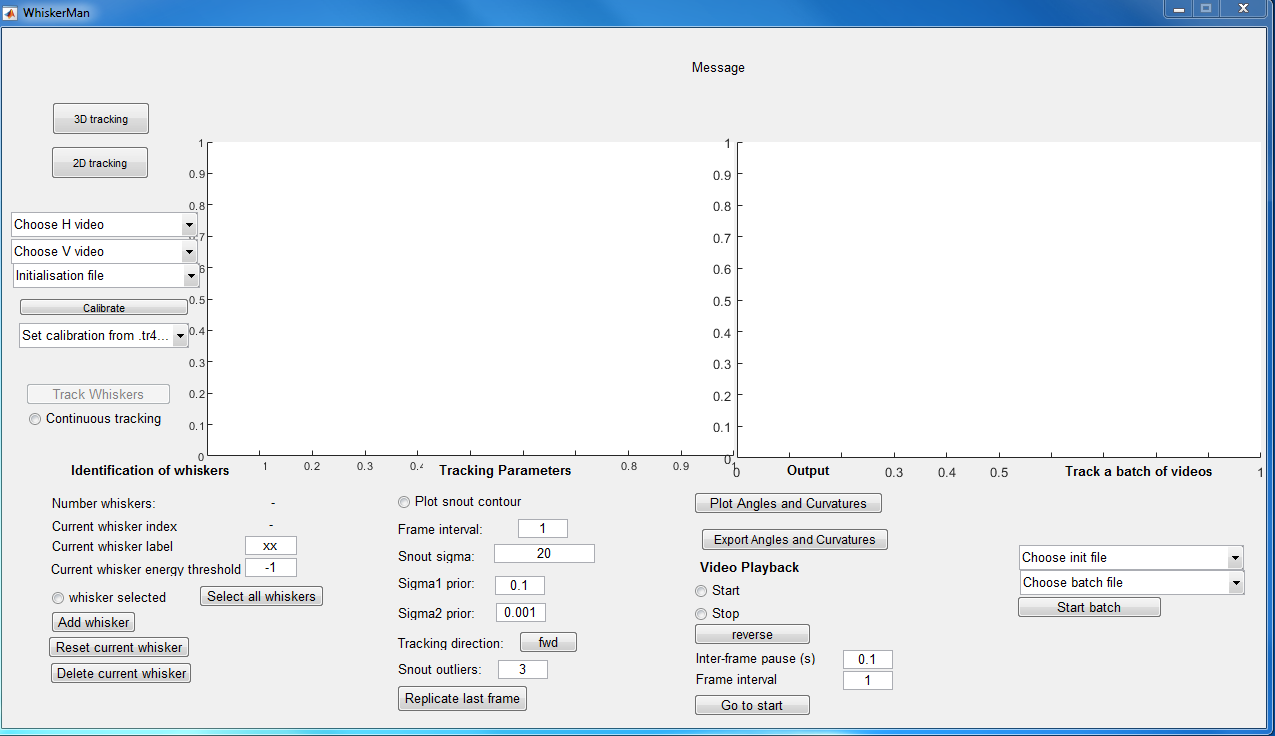 WhiskerMan
Message
3D tracking
2D tracking
Choose H video
Choose V video
Initialisation file
Calibrate
Set calibration from .tr4...
Track Whiskers
Continuous tracking
1
0.9
0.8
0.7
0.6
0.5
0.4
0.3
0.2
0.1
0
1 0.2 0.3 0.4 0.8 0.9 1
1
0.9
0.8
0.7
0.6
0.5
0.4
0.3
0.2
0.1
0
0 0.3 0.4 0.5 1
Identification of whiskers
Number whiskers: -
Current whisker index -
Current whisker label xx
Current whisker energy threshold -1
whisker selected Select all whiskers
Add whisker
Reset current whisker
Delete current whisker
Tracking Parameters
Plot snout contour
Frame interval: 1
Snout sigma: 20
Sigma1 prior: 0.1
Sigma2 prior: 0.001
Tracking direction: fwd
Snout outliers: 3
Replicate last frame
Output
Plot Angles and Curvatures
Export Angles and Curvatures
Video Playback
Start
Stop
reverse
Inter-frame pause (s) 0.1
Frame interval 1
Go to start
Track a batch of videos
Choose init file
Choose batch file
Start batch